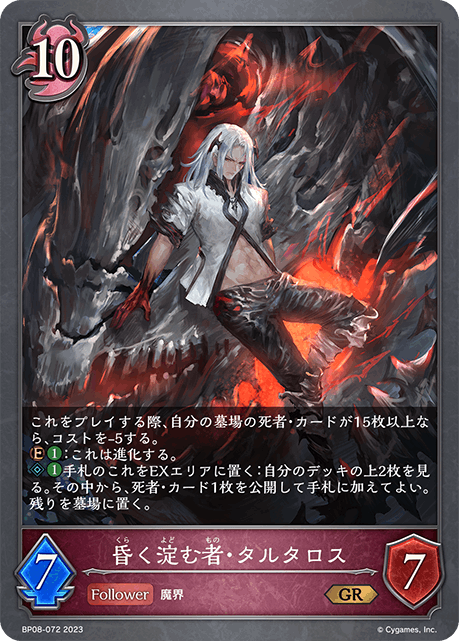 10
これをプレイする際、自分の墓場の死者・カードが15枚以上な
ら、コストを-5する。
E 1:これは進化する。
1 手札のこれをEXエリアに置く:自分のデッキの上2枚を見
る。その中から、死者・カード1枚を公開して手札に加えてよい。
残りを墓場に置く。
くら よど もの
昏く淀む者・タルタロス
7
7
Follower 魔界
GR
BP08-072 2023
© Cygames, Inc.